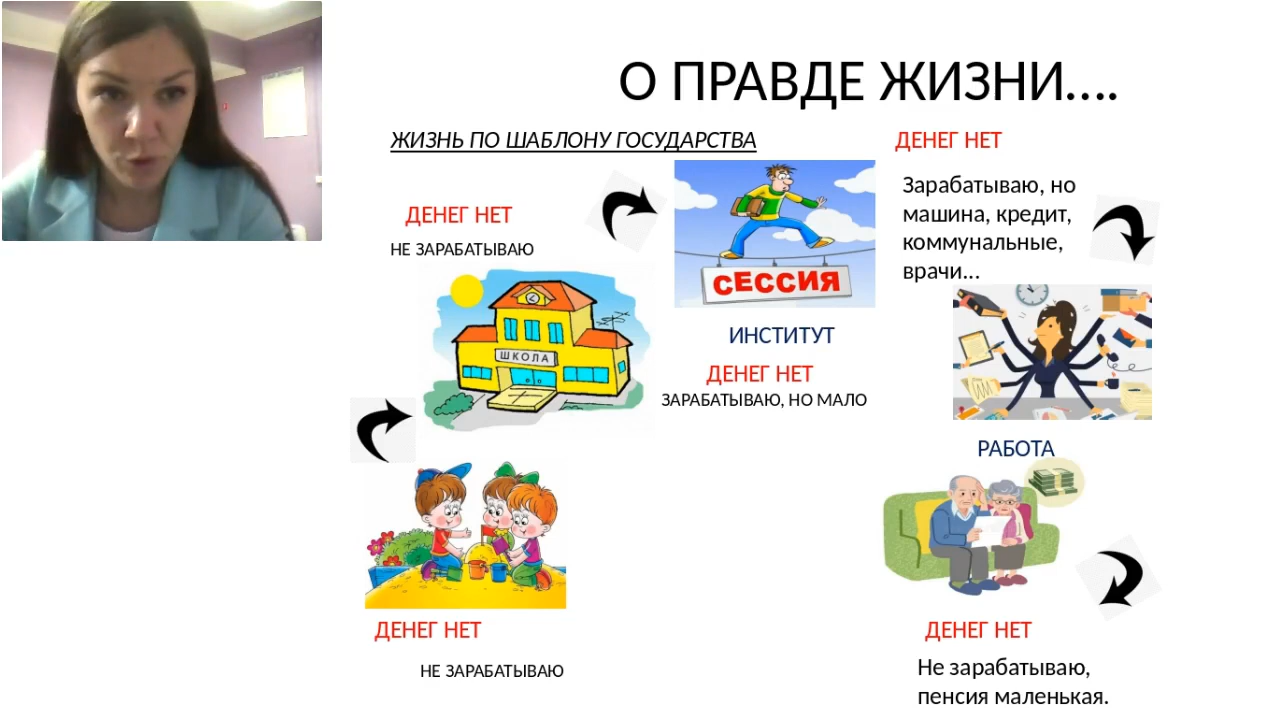 О ПРАВДЕ ЖИЗНИ....
ЖИЗНЬ ПО ШАБЛОНУ ГОСУДАРСТВА
ДЕНЕГ НЕТ
НЕ ЗАРАБАТЫВАЮ
ШКОЛА
ДЕНЕГ НЕТ
НЕ ЗАРАБАТЫВАЮ
СЕССИЯ
ИНСТИТУТ
ДЕНЕГ НЕТ
ЗАРАБАТЫВАЮ, НО МАЛО
ДЕНЕГ НЕТ
Зарабатываю, но
машина, кредит,
коммунальные,
врачи...
РАБОТА
ДЕНЕГ НЕТ
Не зарабатываю,
пенсия маленькая.